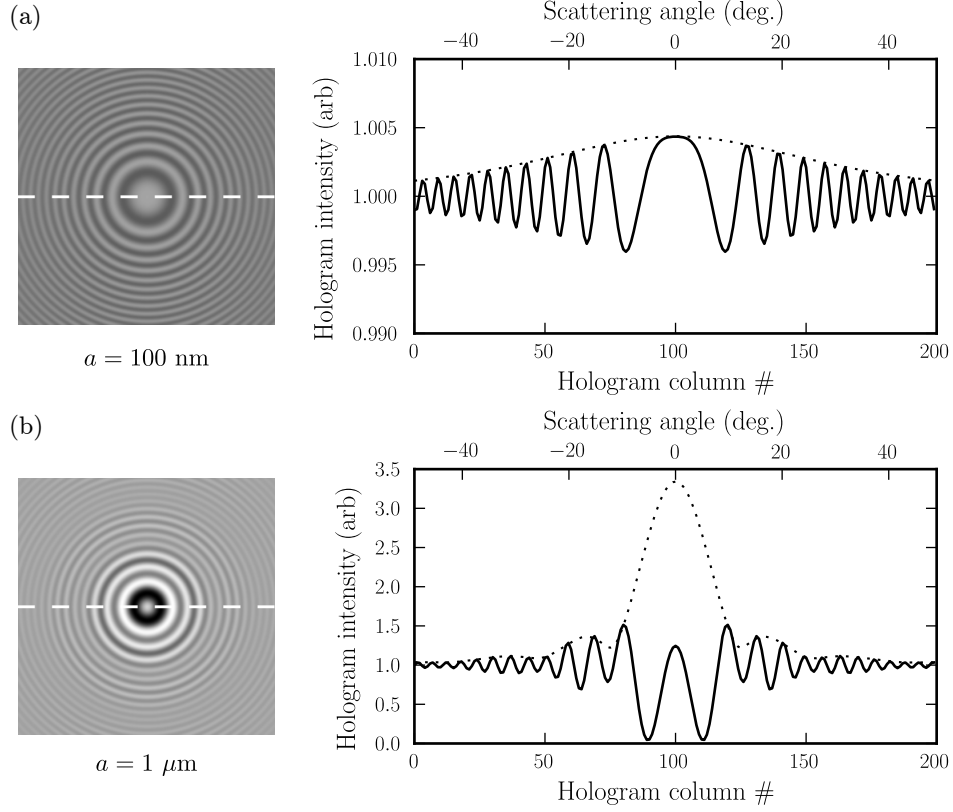 (a)
Scattering angle (deg.)
−40 −20 0 20 40
Hologram intensity (arb)
1.010
1.005
1.000
0.995
0.990
0 50 100 150 200
Hologram column #
a = 100 nm
(b)
Scattering angle (deg.)
−40 −20 0 20 40
Hologram intensity (arb)
3.5
3.0
2.5
2.0
1.5
1.0
0.5
0.0
0 50 100 150 200
Hologram column #
a = 1 μm